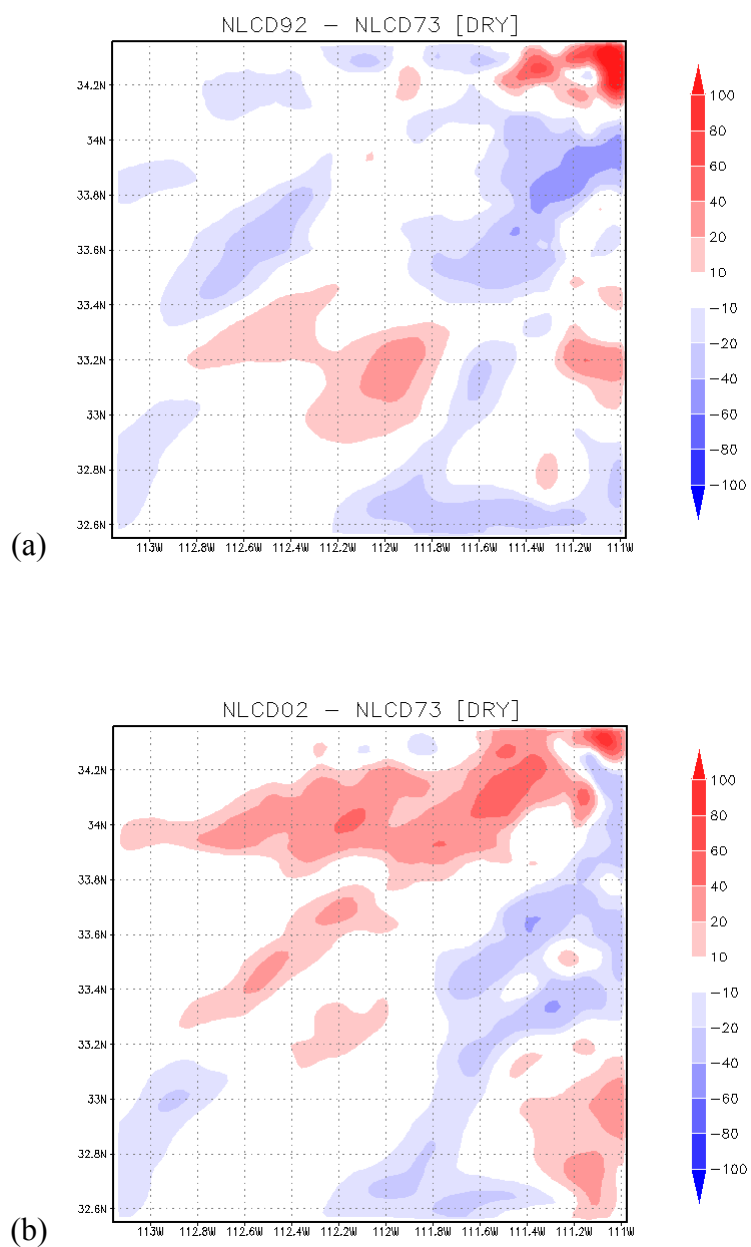 NLCD92 – NLCD73 [DRY]
34.2N
34N
33.8N
33.6N
33.4N
33.2N
33N
32.8N
32.6N
113W 112.8W 112.6W 112.4W 112.2W 112W 111.8W 111.6W 111.4W 111.2W 111W
100
80
60
40
20
10
−10
−20
−40
−60
−80
−100
(a)
NLCD02 – NLCD73 [DRY]
34.2N
34N
33.8N
33.6N
33.4N
33.2N
33N
32.8N
32.6N
113W 112.8W 112.6W 112.4W 112.2W 112W 111.8W 111.6W 111.4W 111.2W 111W
100
80
60
40
20
10
−10
−20
−40
−60
−80
−100
(b)